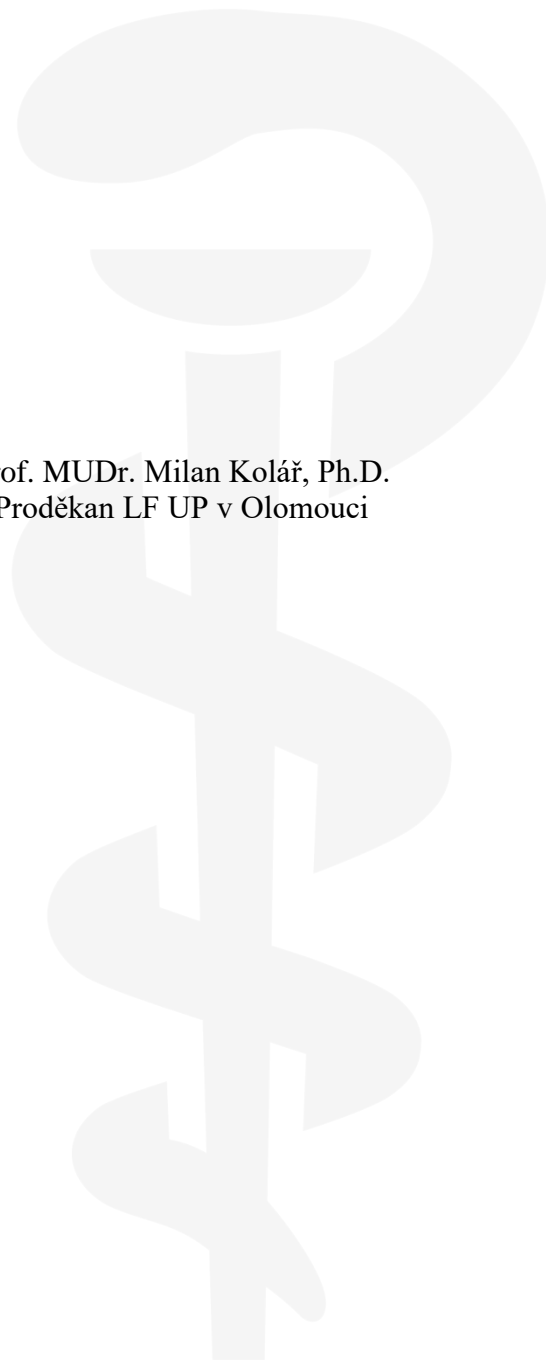 of. MUDr. Milan Kolář, Ph.D.
Proděkan LF UP v Olomouci